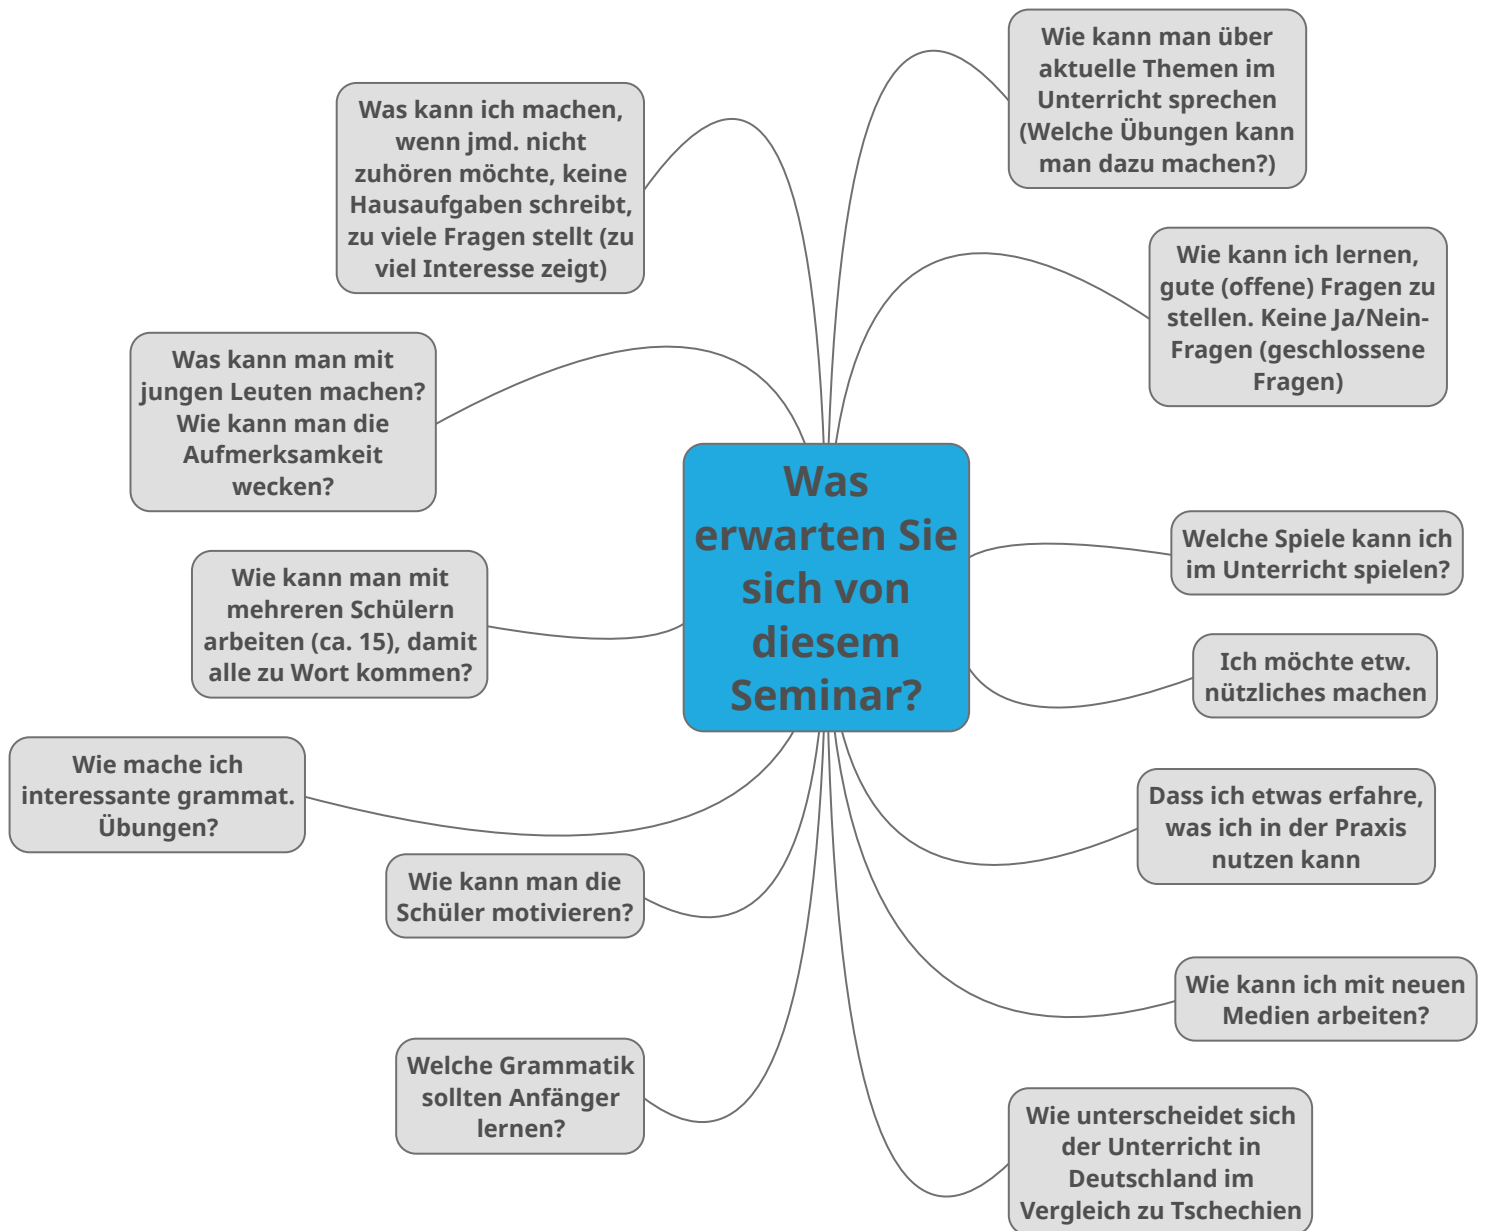 Wie kann man über
aktuelle Themen im
Unterricht sprechen
(Welche Übungen kann
man dazu machen?)
Was kann ich machen,
wenn jmd. nicht
zuhören möchte, keine
Hausaufgaben schreibt,
zu viele Fragen stellt (zu
viel Interesse zeigt)
Wie kann ich lernen,
gute (offene) Fragen zu
stellen. Keine Ja/Nein-
Fragen (geschlossene
Fragen)
Was kann man mit
jungen Leuten machen?
Wie kann man die
Aufmerksamkeit
wecken?
Was
erwarten Sie
sich von
diesem
Seminar?
Welche Spiele kann ich
im Unterricht spielen?
Wie kann man mit
mehreren Schülern
arbeiten (ca. 15), damit
alle zu Wort kommen?
Ich möchte etw.
nützliches machen
Wie mache ich
interessante grammat.
Übungen?
Dass ich etwas erfahre,
was ich in der Praxis
nutzen kann
Wie kann man die
Schüler motivieren?
Wie kann ich mit neuen
Medien arbeiten?
Welche Grammatik
sollten Anfänger
lernen?
Wie unterscheidet sich
der Unterricht in
Deutschland im
Vergleich zu Tschechien